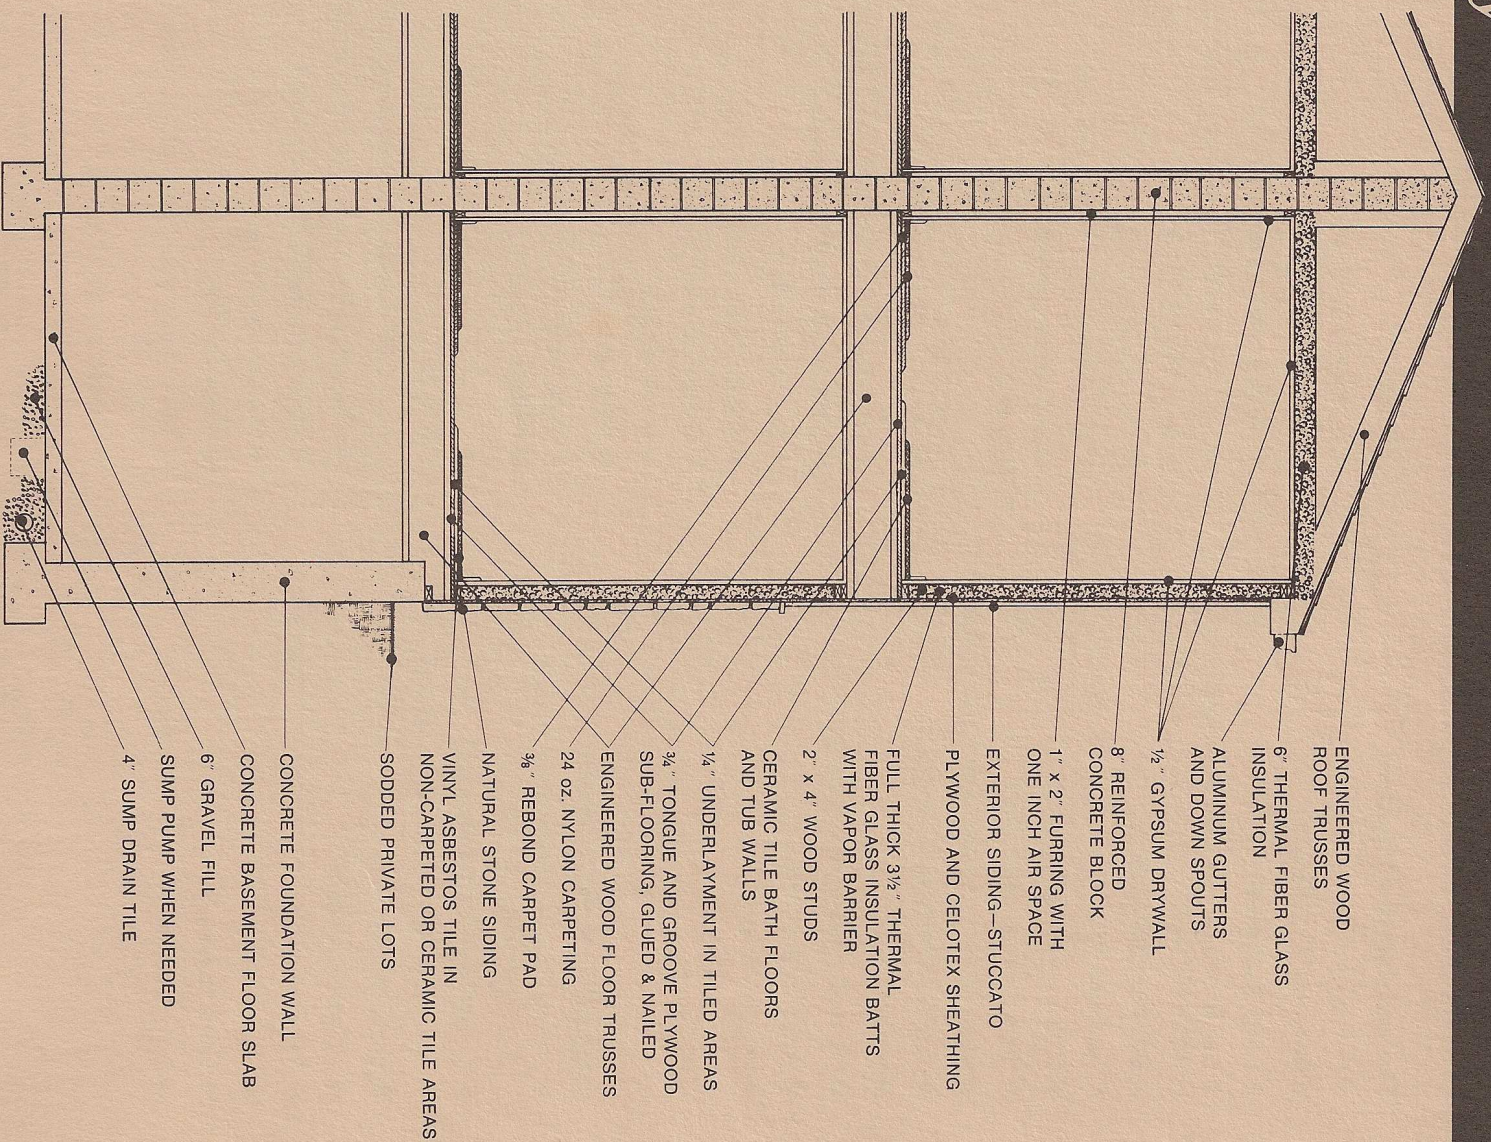 ENGINEERED WOOD
ROOF TRUSSES
6" THERMAL FIBER GLASS
INSULATION
ALUMINUM GUTTERS
AND DOWN SPOUTS
½" GYPSUM DRYWALL
8" REINFORCED
CONCRETE BLOCK
1" x 2" FURRING WITH
ONE INCH AIR SPACE
EXTERIOR SIDING—STUCCATO
PLYWOOD AND CELOTEX SHEATHING
FULL THICK 3½" THERMAL
FIBER GLASS INSULATION BATTS
WITH VAPOR BARRIER
2" x 4" WOOD STUDS
CERAMIC TILE BATH FLOORS
AND TUB WALLS
¼" UNDERLAYMENT IN TILED AREAS
¾" TONGUE AND GROOVE PLYWOOD
SUB-FLOORING, GLUED & NAILED
ENGINEERED WOOD FLOOR TRUSSES
24 oz. NYLON CARPETING
⅜" REBOND CARPET PAD
NATURAL STONE SIDING
VINYL ASBESTOS TILE IN
NON-CARPETED OR CERAMIC TILE AREAS
SODDED PRIVATE LOTS
CONCRETE FOUNDATION WALL
CONCRETE BASEMENT FLOOR SLAB
6" GRAVEL FILL
SUMP PUMP WHEN NEEDED
4" SUMP DRAIN TILE